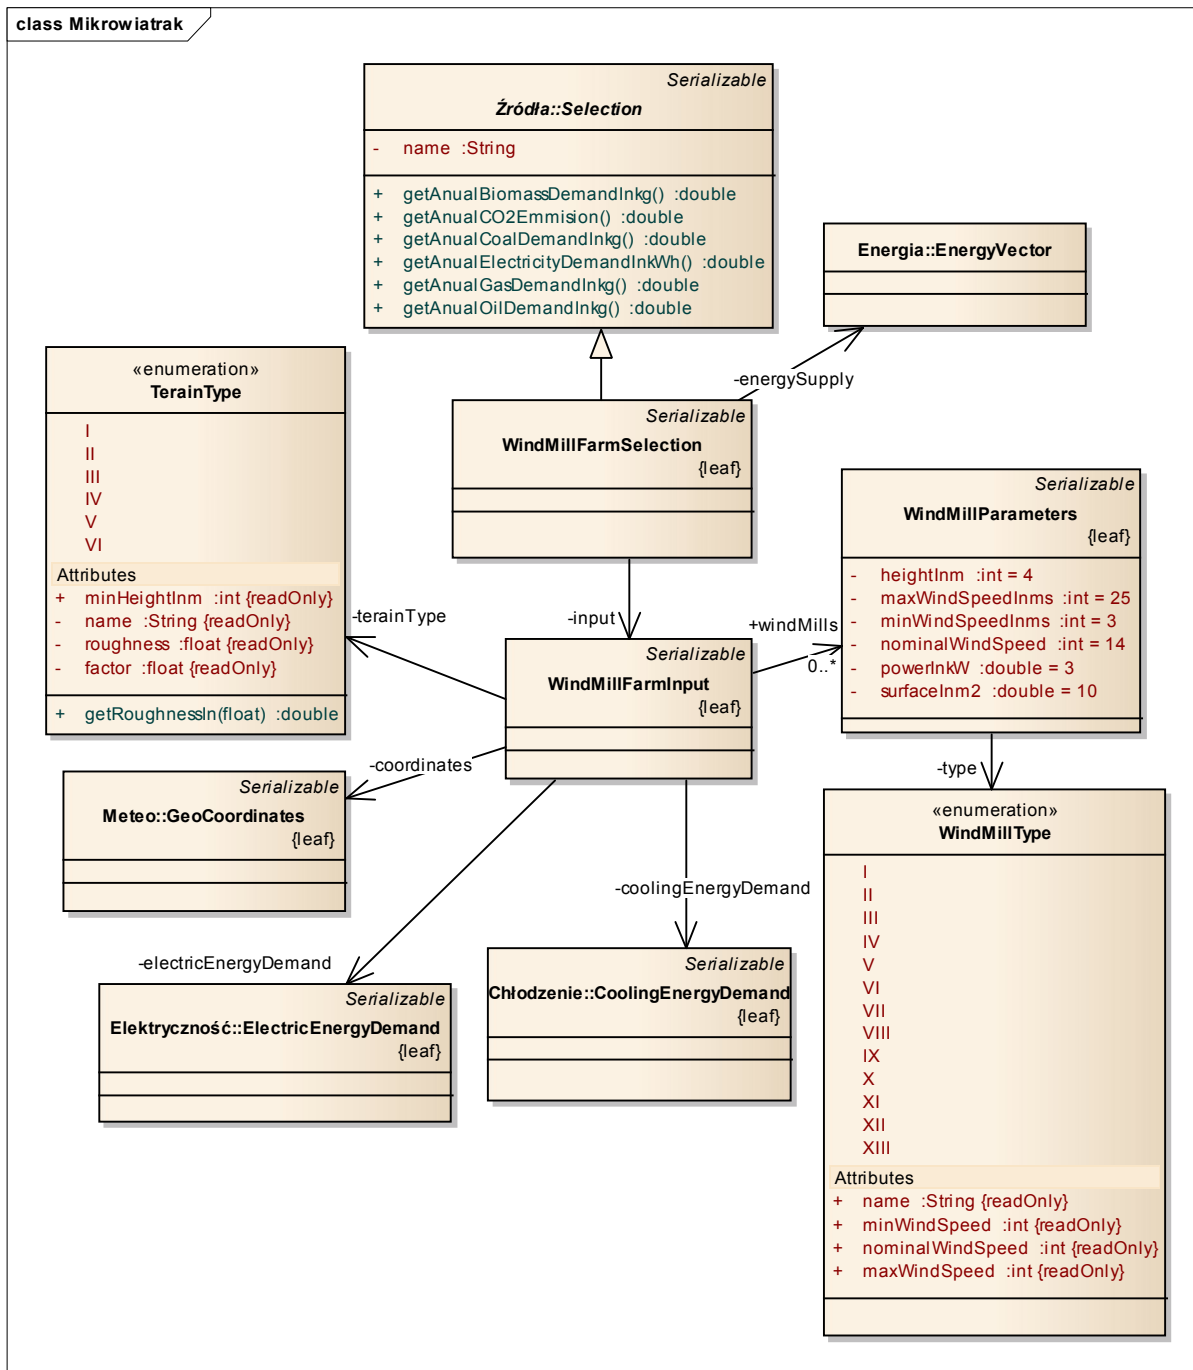 class Mikrowiatrak
Serializable
Źródła::Selection
- name :String
+ getAnualBiomassDemandInkg() :double
+ getAnualCO2Emmision() :double
+ getAnualCoalDemandInkg() :double
+ getAnualElectricityDemandInkWh() :double
+ getAnualGasDemandInkg() :double
+ getAnualOilDemandInkg() :double
Energia::EnergyVector
-energySupply
«enumeration»
TerainType
I
II
III
IV
V
VI
Attributes
+ minHeightInm :int {readOnly}
- name :String {readOnly}
- roughness :float {readOnly}
- factor :float {readOnly}
+ getRoughnessIn(float) :double
Serializable
WindMillFarmSelection
{leaf}
Serializable
WindMillParameters
{leaf}
- heightInm :int = 4
- maxWindSpeedInms :int = 25
- minWindSpeedInms :int = 3
- nominalWindSpeed :int = 14
- powerInkW :double = 3
- surfaceInm2 :double = 10
-terainType
-input
+windMills
0..*
Serializable
WindMillFarmInput
{leaf}
-coordinates
-type
Serializable
Meteo::GeoCoordinates
{leaf}
«enumeration»
WindMillType
I
II
III
IV
V
VI
VII
VIII
IX
X
XI
XII
XIII
Attributes
+ name :String {readOnly}
+ minWindSpeed :int {readOnly}
+ nominalWindSpeed :int {readOnly}
+ maxWindSpeed :int {readOnly}
-coolingEnergyDemand
-electricEnergyDemand
Serializable
Chłodzenie::CoolingEnergyDemand
{leaf}
Serializable
Elektryczność::ElectricEnergyDemand
{leaf}